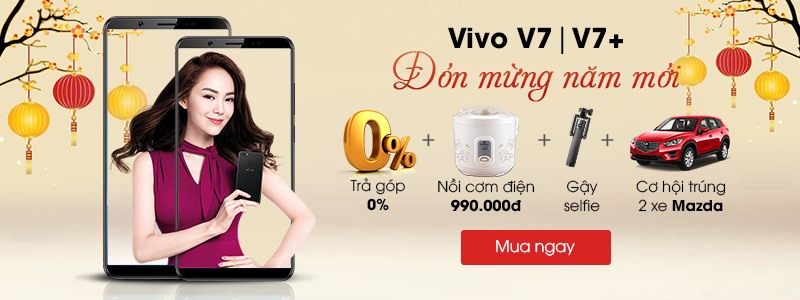 Vivo V7 | V7+
Đón mừng năm mới
0%
+
+
+
Trả góp
0%
Nồi cơm điện
990.000đ
Gậy
selfie
Cơ hội trúng
2 xe Mazda
Mua ngay